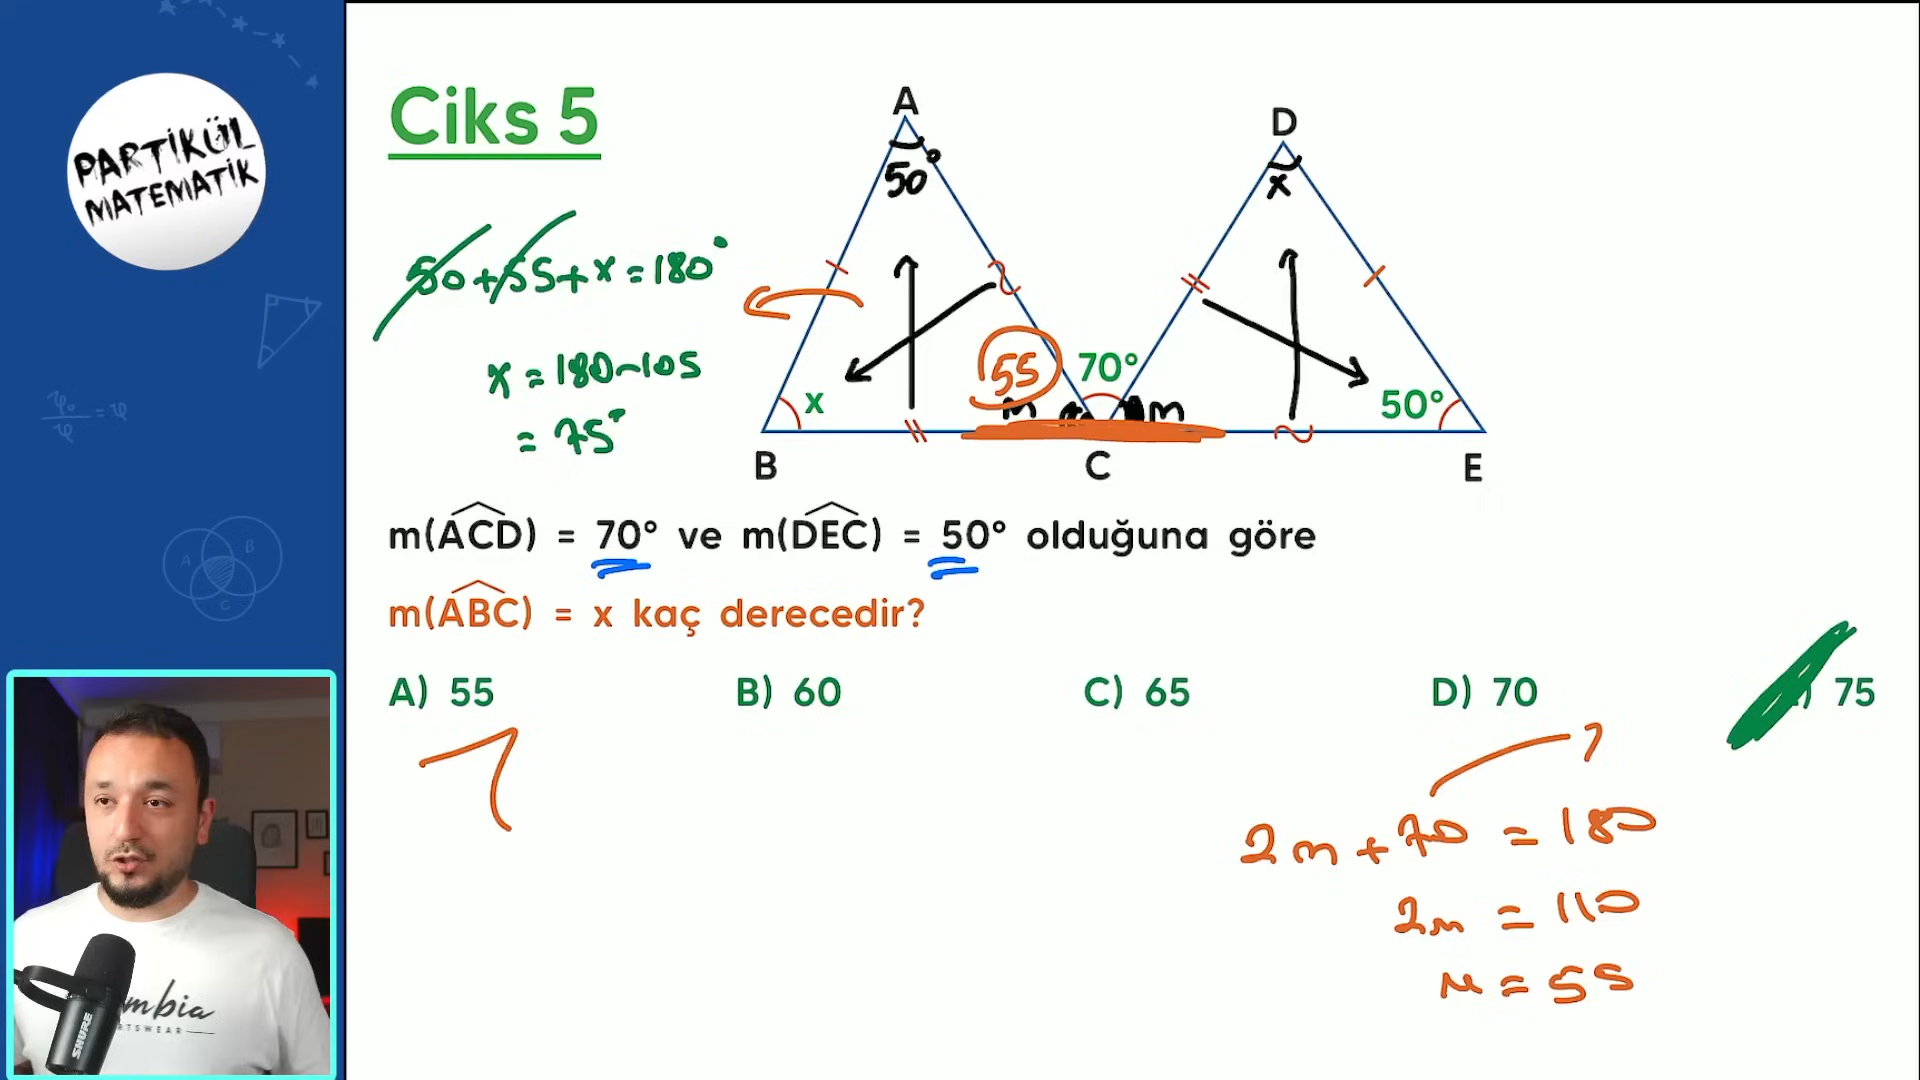 PARTİKÜL
MATEMATİK
Ciks 5
50+55+x=180°
x = 180-105
= 75°
A
50°
D
x
x
55
70°
m
m
50°
B
C
E
m(ACD) = 70° ve m(DEC) = 50° olduğuna göre
m(ABC) = x kaç derecedir?
A) 55
B) 60
C) 65
D) 70
) 75
2m + 70 = 180
2m = 110
m = 55
SHURE